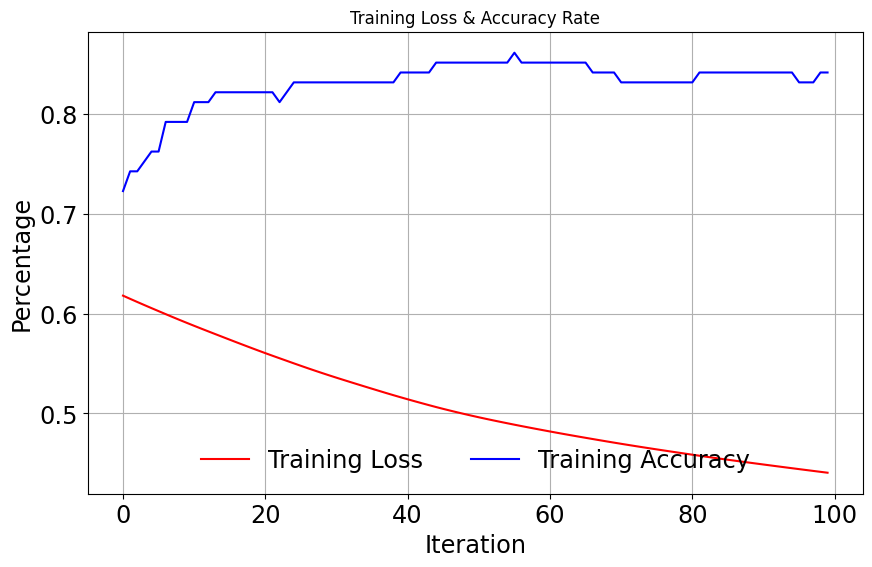 Training Loss & Accuracy Rate
Percentage
0.8
0.7
0.6
0.5
Training Loss Training Accuracy
0 20 40 60 80 100
Iteration